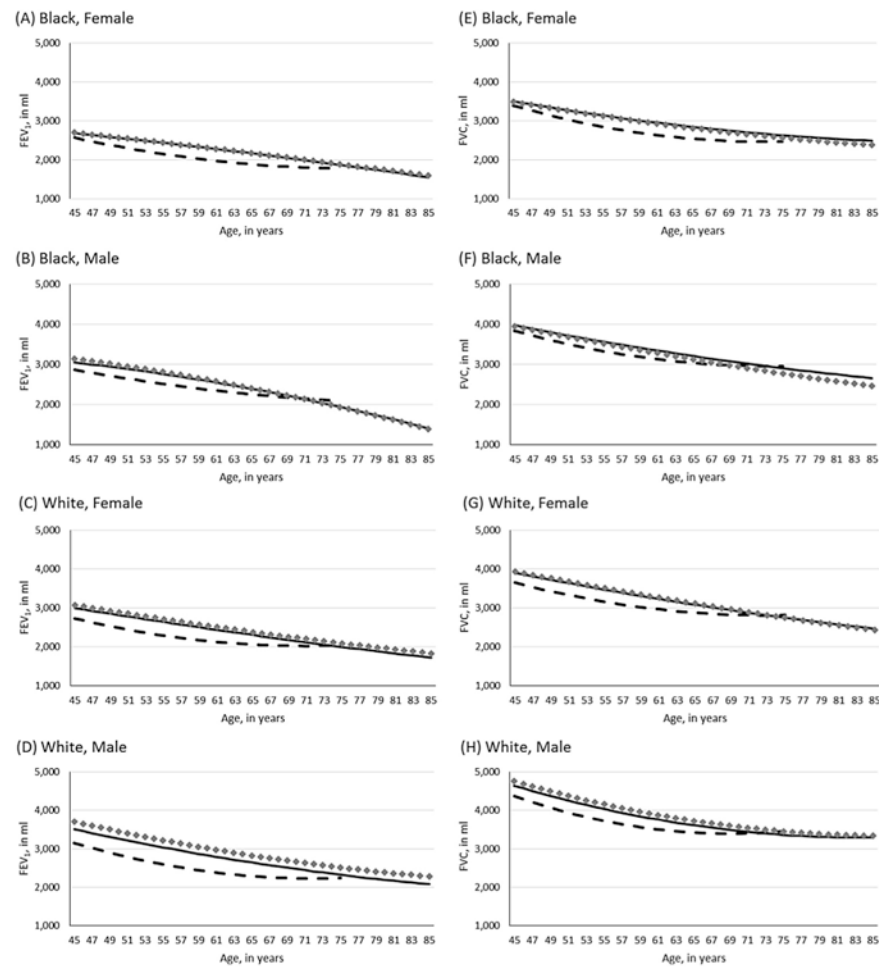 (A) Black, Female
5,000
4,000
3,000
2,000
1,000
FEV1, in ml
45 47 49 51 53 55 57 59 61 63 65 67 69 71 73 75 77 79 81 83 85
Age, in years
(E) Black, Female
5,000
4,000
3,000
2,000
1,000
FVC, in ml
45 47 49 51 53 55 57 59 61 63 65 67 69 71 73 75 77 79 81 83 85
Age, in years
(B) Black, Male
5,000
4,000
3,000
2,000
1,000
FEV1, in ml
45 47 49 51 53 55 57 59 61 63 65 67 69 71 73 75 77 79 81 83 85
Age, in years
(F) Black, Male
5,000
4,000
3,000
2,000
1,000
FVC, in ml
45 47 49 51 53 55 57 59 61 63 65 67 69 71 73 75 77 79 81 83 85
Age, in years
(C) White, Female
5,000
4,000
3,000
2,000
1,000
FEV1, in ml
45 47 49 51 53 55 57 59 61 63 65 67 69 71 73 75 77 79 81 83 85
Age, in years
(G) White, Female
5,000
4,000
3,000
2,000
1,000
FVC, in ml
45 47 49 51 53 55 57 59 61 63 65 67 69 71 73 75 77 79 81 83 85
Age, in years
(D) White, Male
5,000
4,000
3,000
2,000
1,000
FEV1, in ml
45 47 49 51 53 55 57 59 61 63 65 67 69 71 73 75 77 79 81 83 85
Age, in years
(H) White, Male
5,000
4,000
3,000
2,000
1,000
FVC, in ml
45 47 49 51 53 55 57 59 61 63 65 67 69 71 73 75 77 79 81 83 85
Age, in years